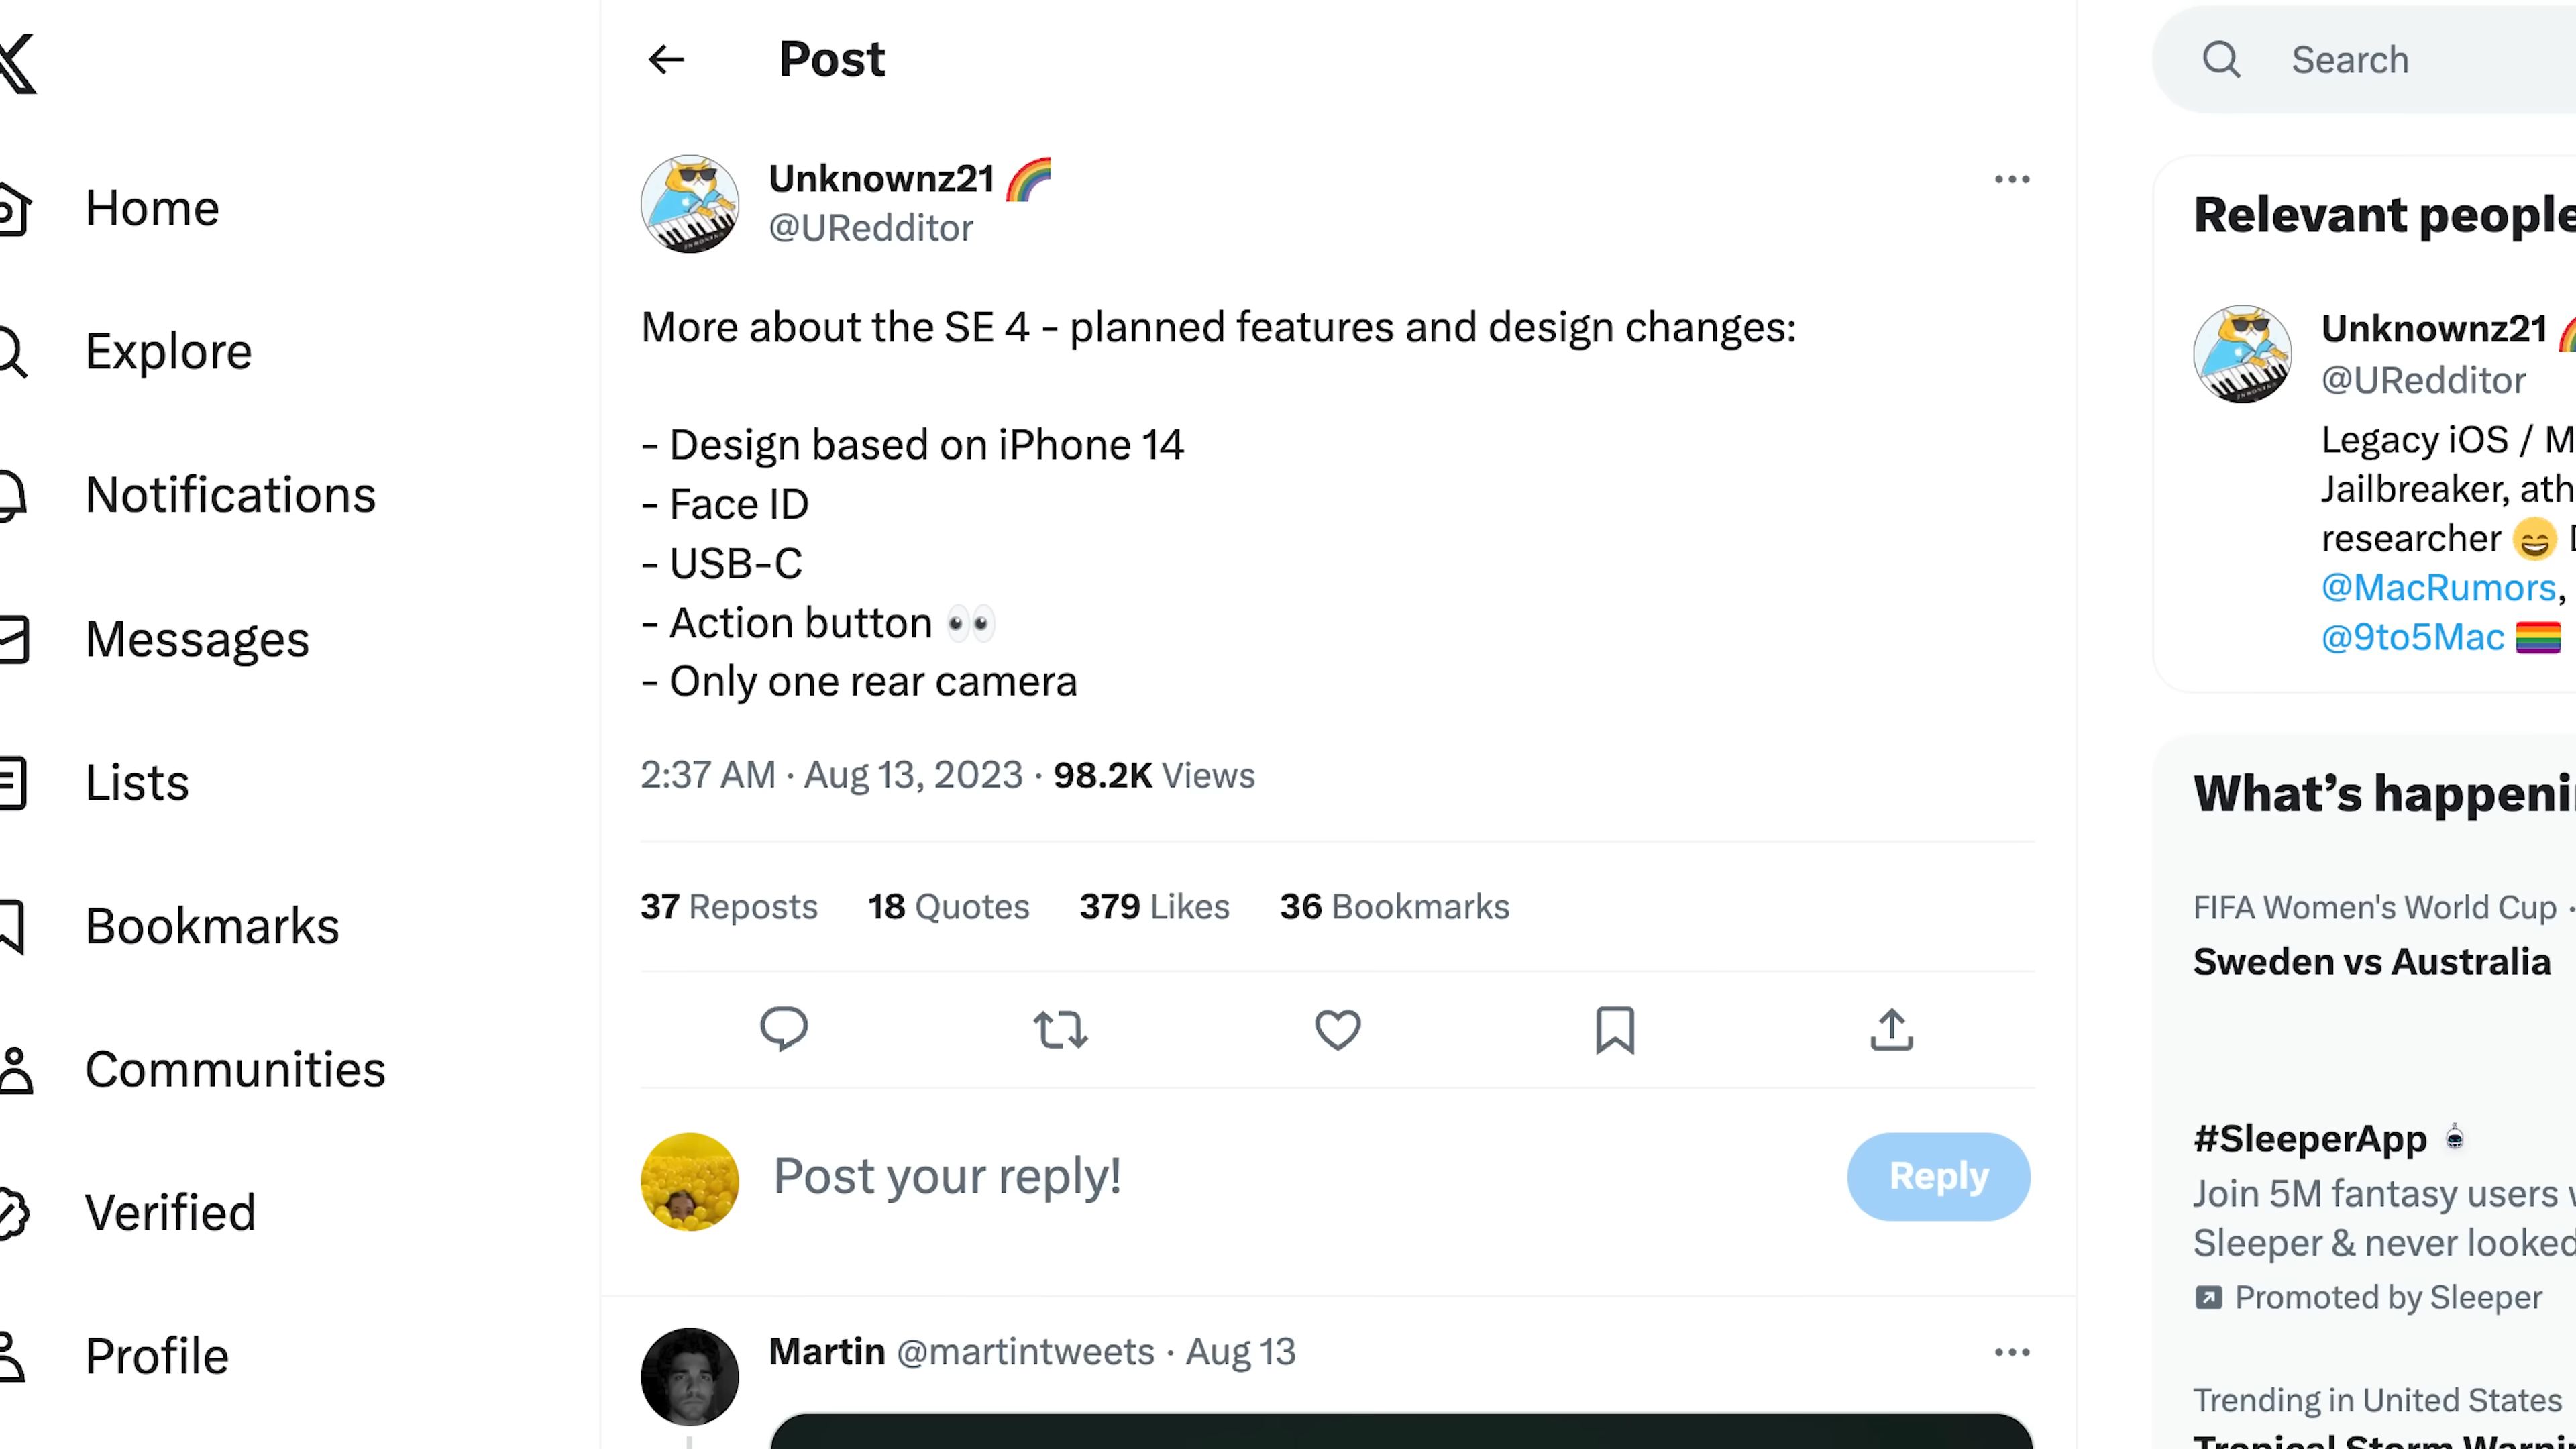 Home
Explore
Notifications
Messages
Lists
Bookmarks
Communities
Verified
Profile
Post
Unknownz21 🌈
@URedditor
More about the SE 4 - planned features and design changes:
- Design based on iPhone 14
- Face ID
- USB-C
- Action button 👀
- Only one rear camera
2:37 AM · Aug 13, 2023 · 98.2K Views
37 Reposts 18 Quotes 379 Likes 36 Bookmarks
Post your reply!
Reply
Martin @martintweets · Aug 13
Search
Relevant people
Unknownz21
@URedditor
Legacy iOS / M
Jailbreaker, ath
researcher 😄
@MacRumors,
@9to5Mac 🏳️‍🌈
What's happeni
FIFA Women's World Cup ·
Sweden vs Australia
#SleeperApp
Join 5M fantasy users
Sleeper & never looked
Promoted by Sleeper
Trending in United States
Tropical Storm